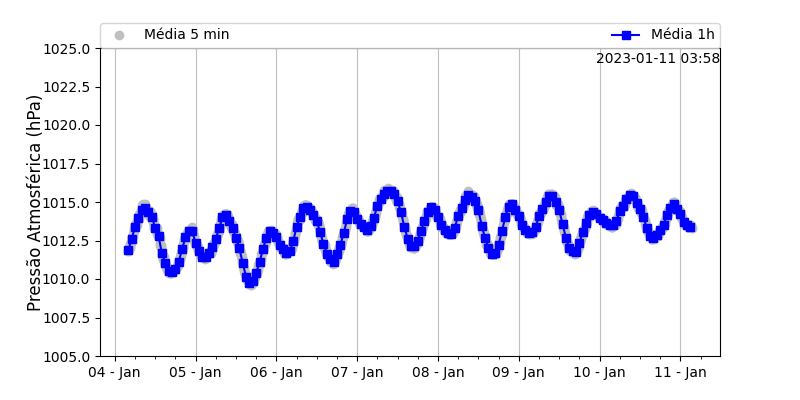 Média 5 min
Média 1h
2023-01-11 03:58
Pressão Atmosférica (hPa)
1025.0
1022.5
1020.0
1017.5
1015.0
1012.5
1010.0
1007.5
1005.0
04 - Jan
05 - Jan
06 - Jan
07 - Jan
08 - Jan
09 - Jan
10 - Jan
11 - Jan